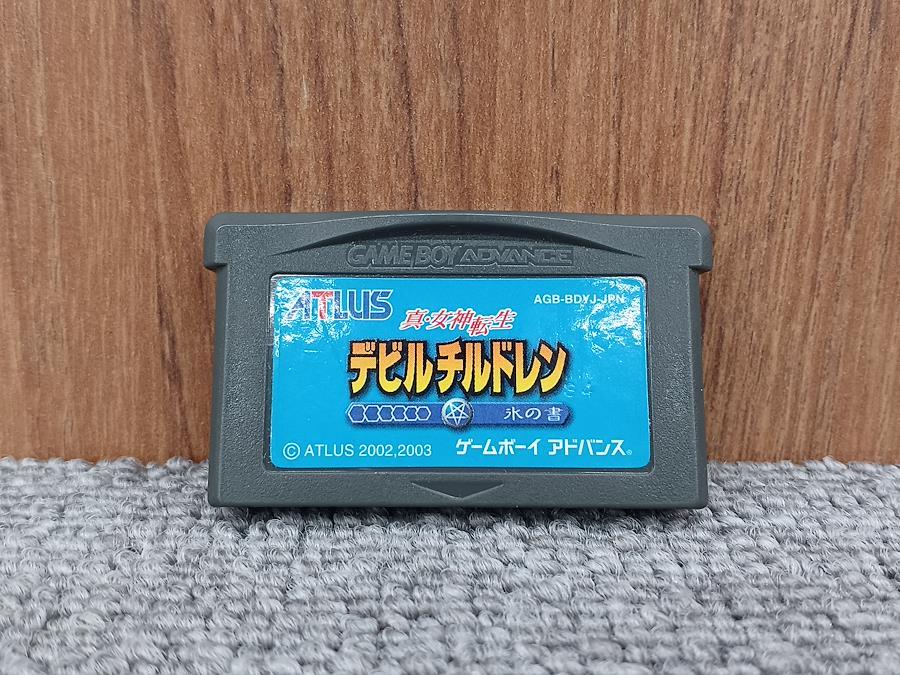 GAME BOY ADVANCE
ATLUS
AGB-BDYJ-JPN
真・女神転生
デビルチルドレン
氷の書
© ATLUS 2002,2003
ゲームボーイ アドバンス®